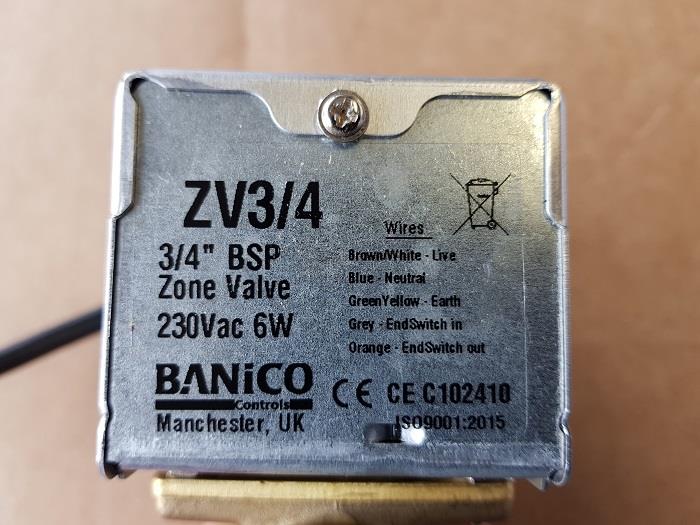 ZV3/4
3/4" BSP
Zone Valve
230Vac 6W
BANiCO
Controls
Manchester, UK
Wires
Brown/White - Live
Blue - Neutral
GreenYellow - Earth
Grey - EndSwitch in
Orange - EndSwitch out
CE CE C102410
ISO9001:2015